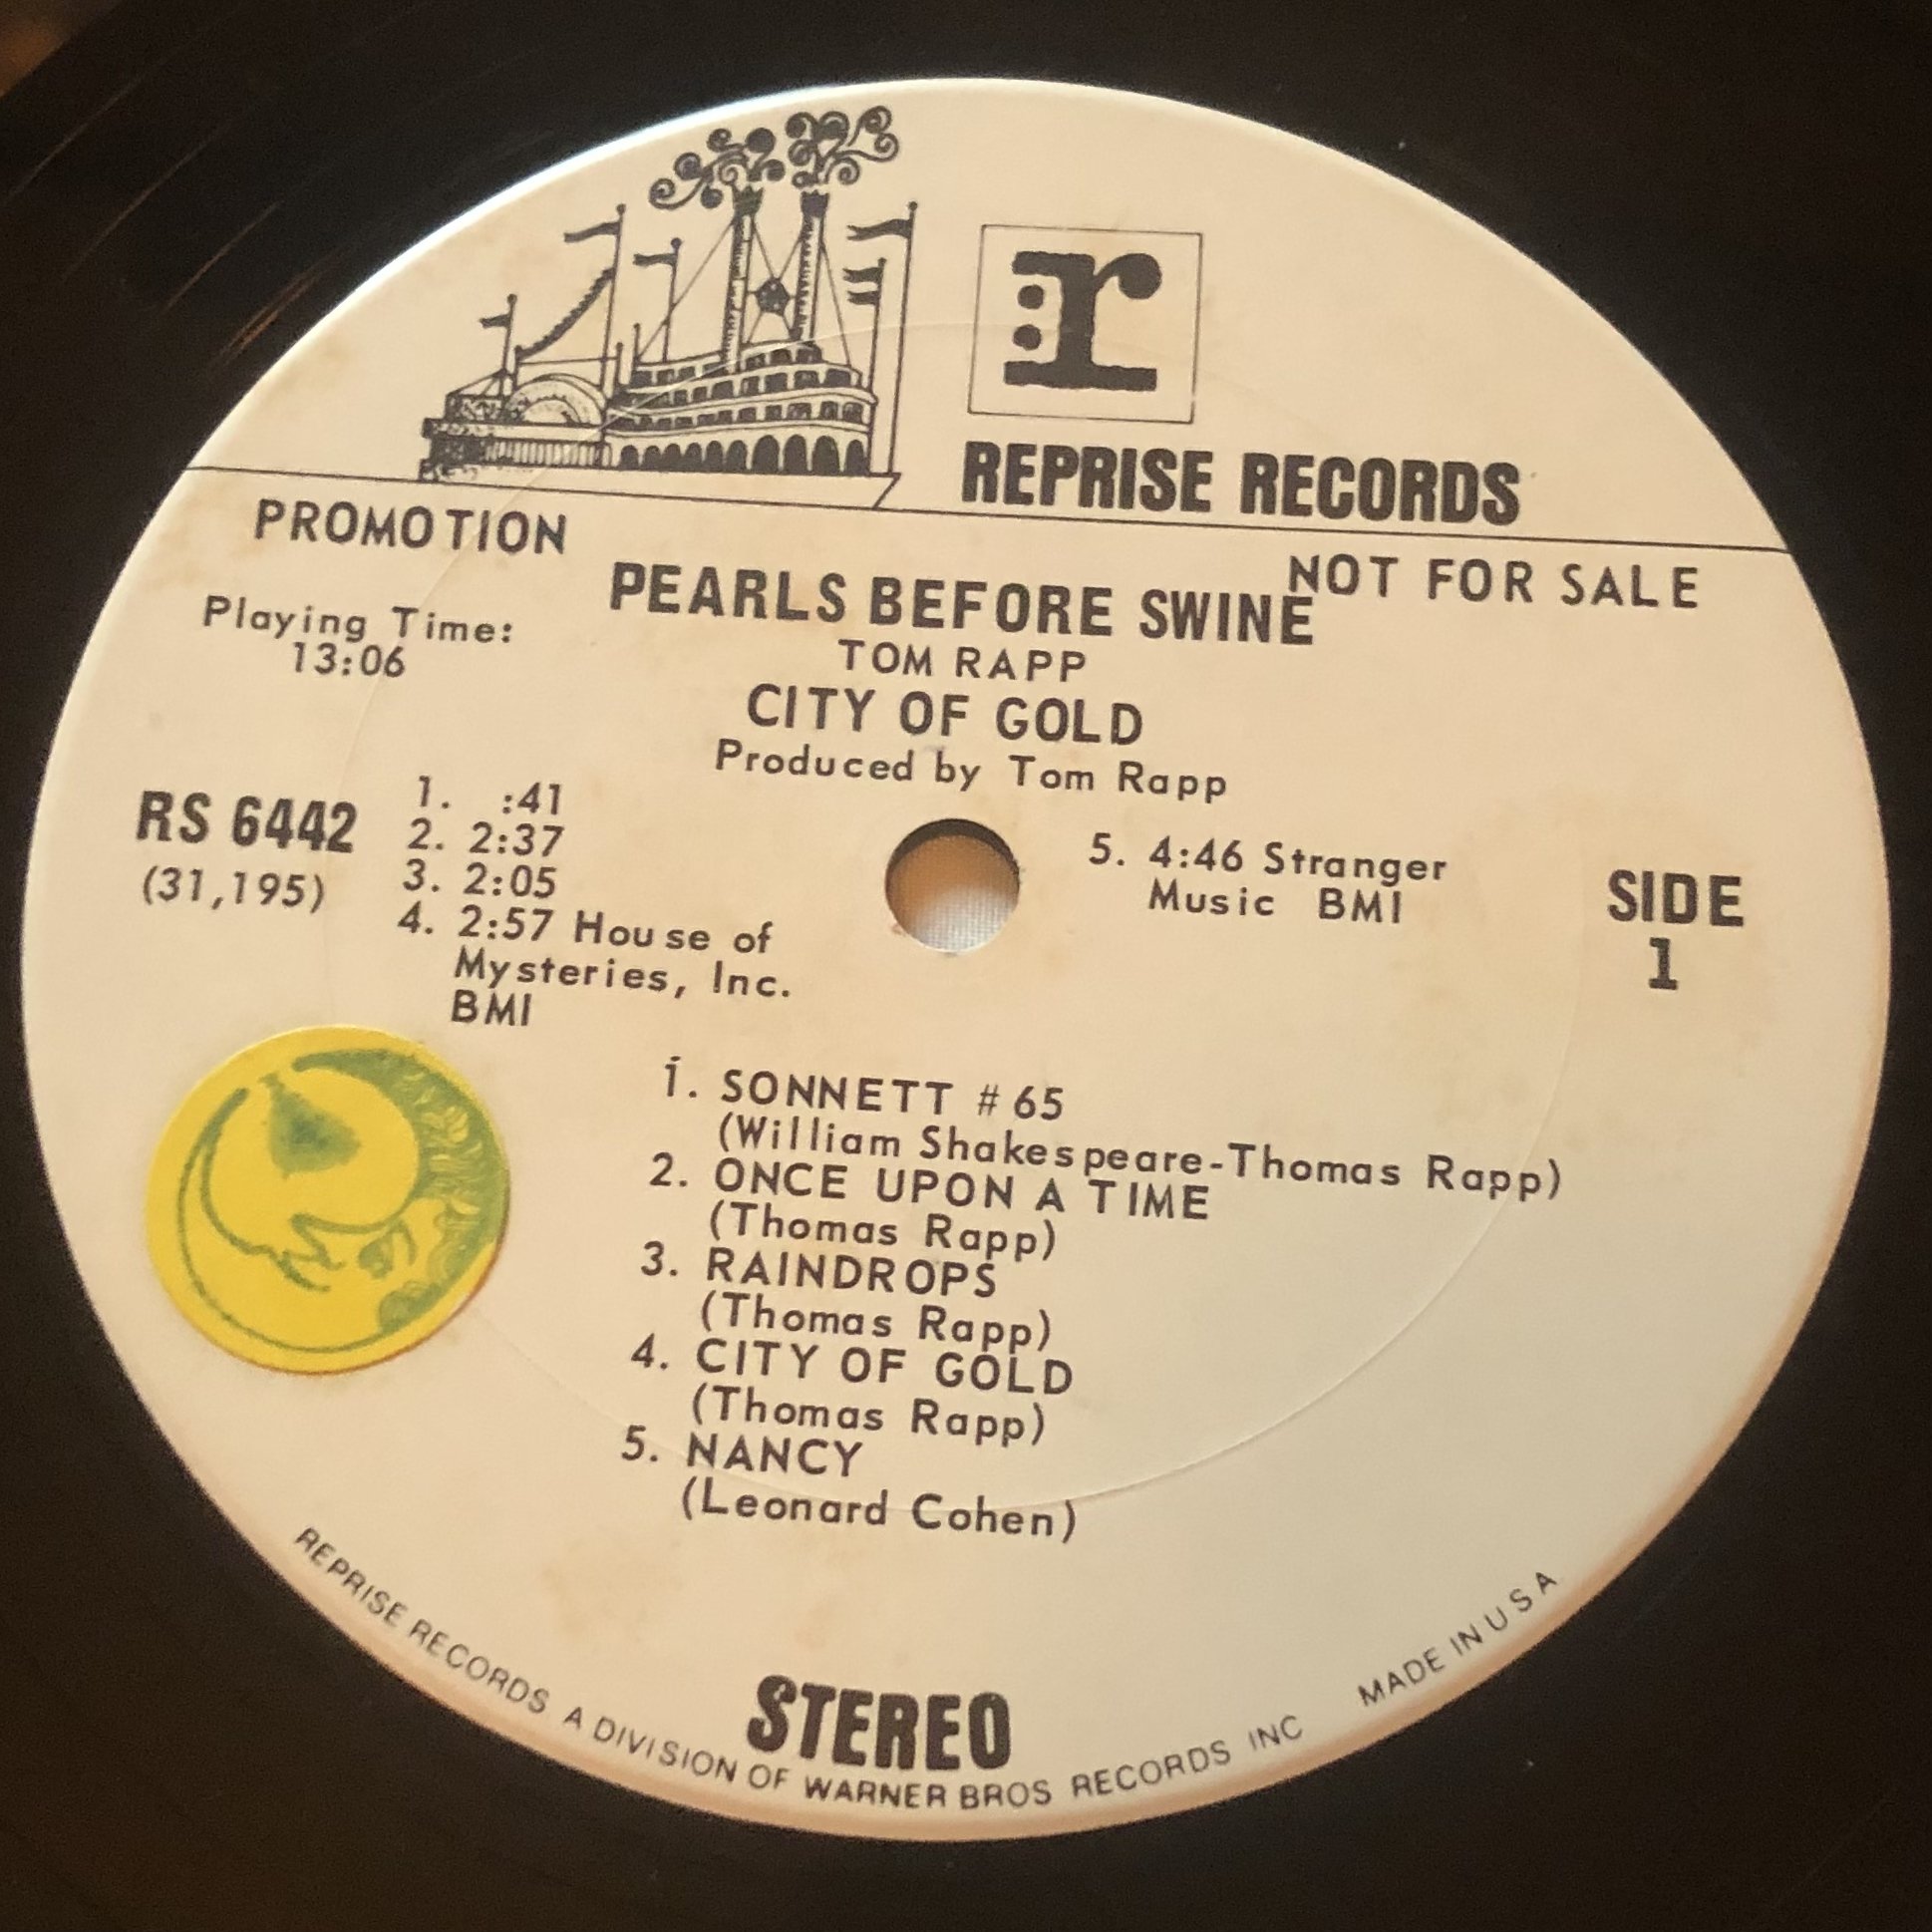 r:
REPRISE RECORDS
PROMOTION
NOT FOR SALE
PEARLS BEFORE SWINE
TOM RAPP
CITY OF GOLD
Produced by Tom Rapp
Playing Time:
13:06
RS 6442
(31,195)
1. :41
2. 2:37
3. 2:05
4. 2:57 House of
Mysteries, Inc.
BMI
5. 4:46 Stranger
Music BMI
SIDE
1
1. SONNETT #65
(William Shakespeare-Thomas Rapp)
2. ONCE UPON A TIME
(Thomas Rapp)
3. RAINDROPS
(Thomas Rapp)
4. CITY OF GOLD
(Thomas Rapp)
5. NANCY
(Leonard Cohen)
STEREO
REPRISE RECORDS A DIVISION OF WARNER BROS RECORDS INC MADE IN U S A